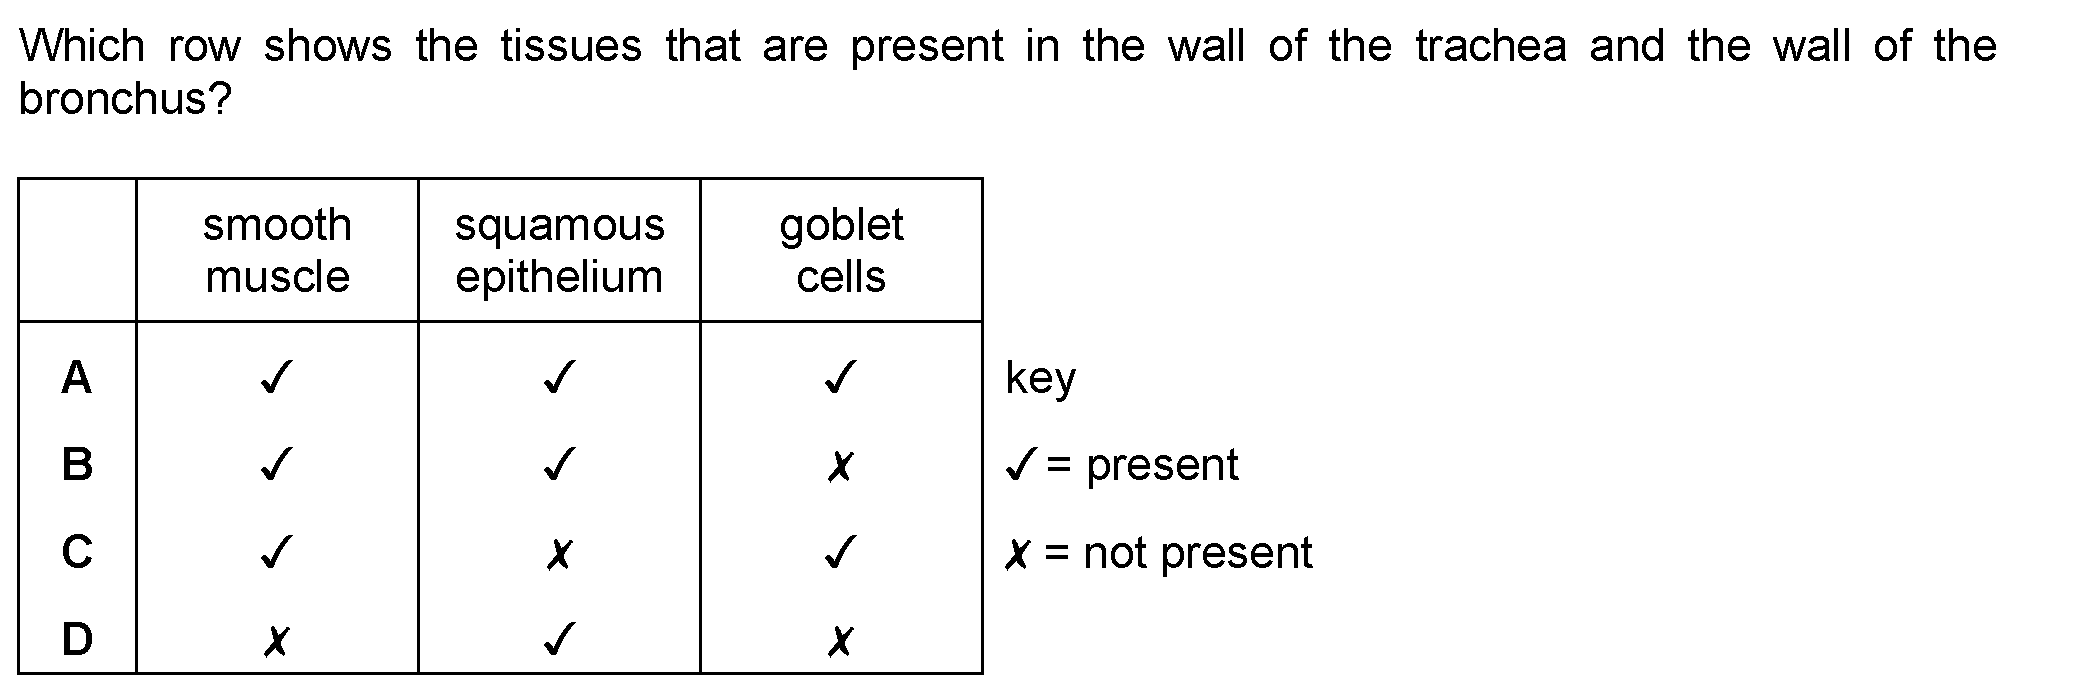 Which row shows the tissues that are present in the wall of the trachea and the wall of the
bronchus?
smooth muscle squamous epithelium goblet cells
A ✓ ✓ ✓ key
B ✓ ✓ ✗ ✓ = present
C ✓ ✗ ✓ ✗ = not present
D ✗ ✓ ✗